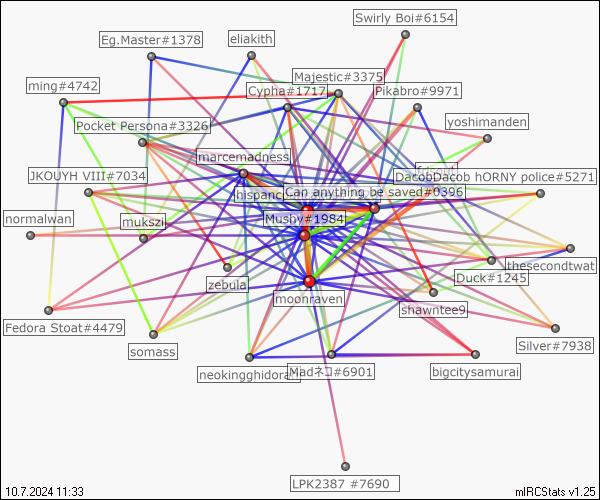 Swirly Boi#6154
Eg.Master#1378
eliakith
Majestic#3375
ming#4742
Cypha#1717
Pikabro#9971
Pocket Persona#3326
yoshimanden
marcemadness
JKOUYH VIII#7034
DacobDacob hORNY police#5271
hispanc
Can anything be saved#0396
normalwan
mukszi
Mushy#1984
zebula
Duck#1245
thesecondtwat
moonraven
shawntee9
Fedora Stoat#4479
somass
Silver#7938
neokingghidora
Madネコ#6901
bigcitysamurai
LPK2387 #7690
10.7.2024 11:33
mIRCStats v1.25